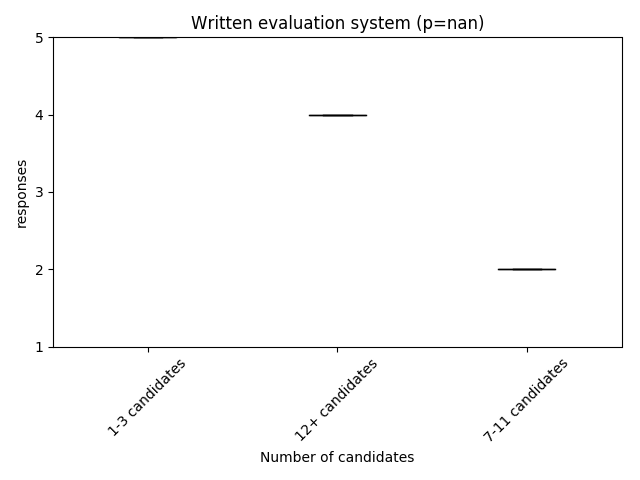 Written evaluation system (p=nan)
5
4
3
2
1
responses
1-3 candidates
12+ candidates
7-11 candidates
Number of candidates